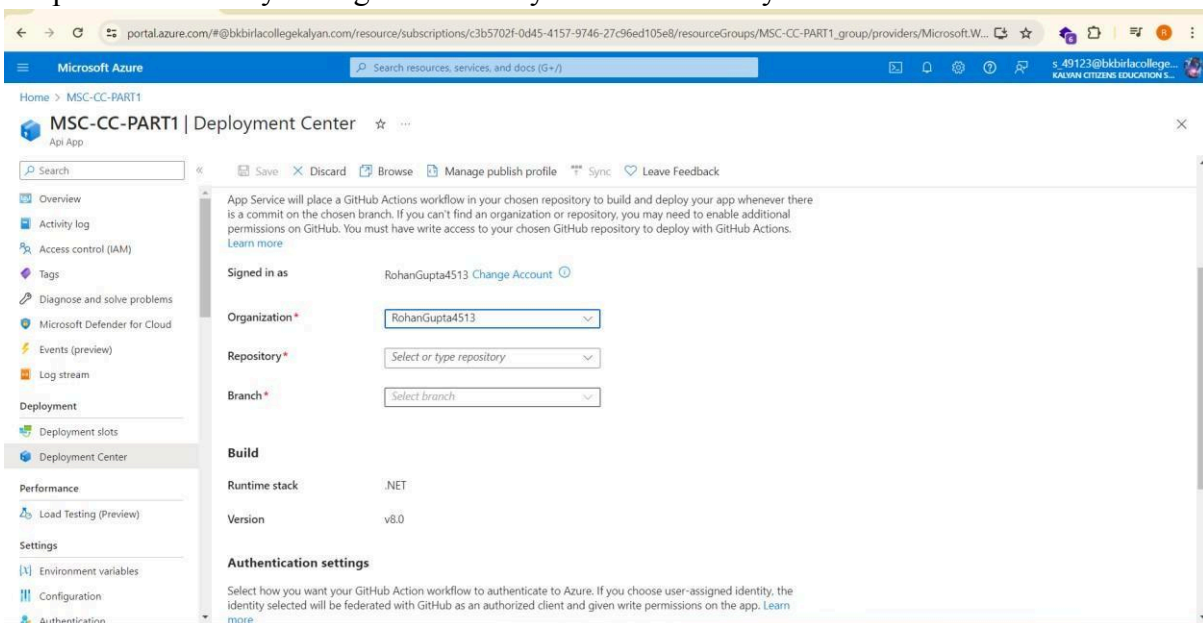 portal.azure.com/#@bkbirlacollegekalyan.com/resource/subscriptions/c3b5702f-0d45-4157-9746-27c96ed105e8/resourceGroups/MSC-CC-PART1_group/providers/Microsoft.W...
Microsoft Azure
Search resources, services, and docs (G+/)
s_49123@bkbirlacollege...
KALYAN CITIZENS EDUCATION S...
Home > MSC-CC-PART1
MSC-CC-PART1 | Deployment Center
Api App
Search
Save Discard Browse Manage publish profile Sync Leave Feedback
Overview
Activity log
Access control (IAM)
Tags
Diagnose and solve problems
Microsoft Defender for Cloud
Events (preview)
Log stream
Deployment
Deployment slots
Deployment Center
Performance
Load Testing (Preview)
Settings
Environment variables
Configuration
Authentication
App Service will place a GitHub Actions workflow in your chosen repository to build and deploy your app whenever there
is a commit on the chosen branch. If you can't find an organization or repository, you may need to enable additional
permissions on GitHub. You must have write access to your chosen GitHub repository to deploy with GitHub Actions.
Learn more
Signed in as RohanGupta4513 Change Account
Organization* RohanGupta4513
Repository* Select or type repository
Branch* Select branch
Build
Runtime stack .NET
Version v8.0
Authentication settings
Select how you want your GitHub Action workflow to authenticate to Azure. If you choose user-assigned identity, the
identity selected will be federated with GitHub as an authorized client and given write permissions on the app. Learn
more